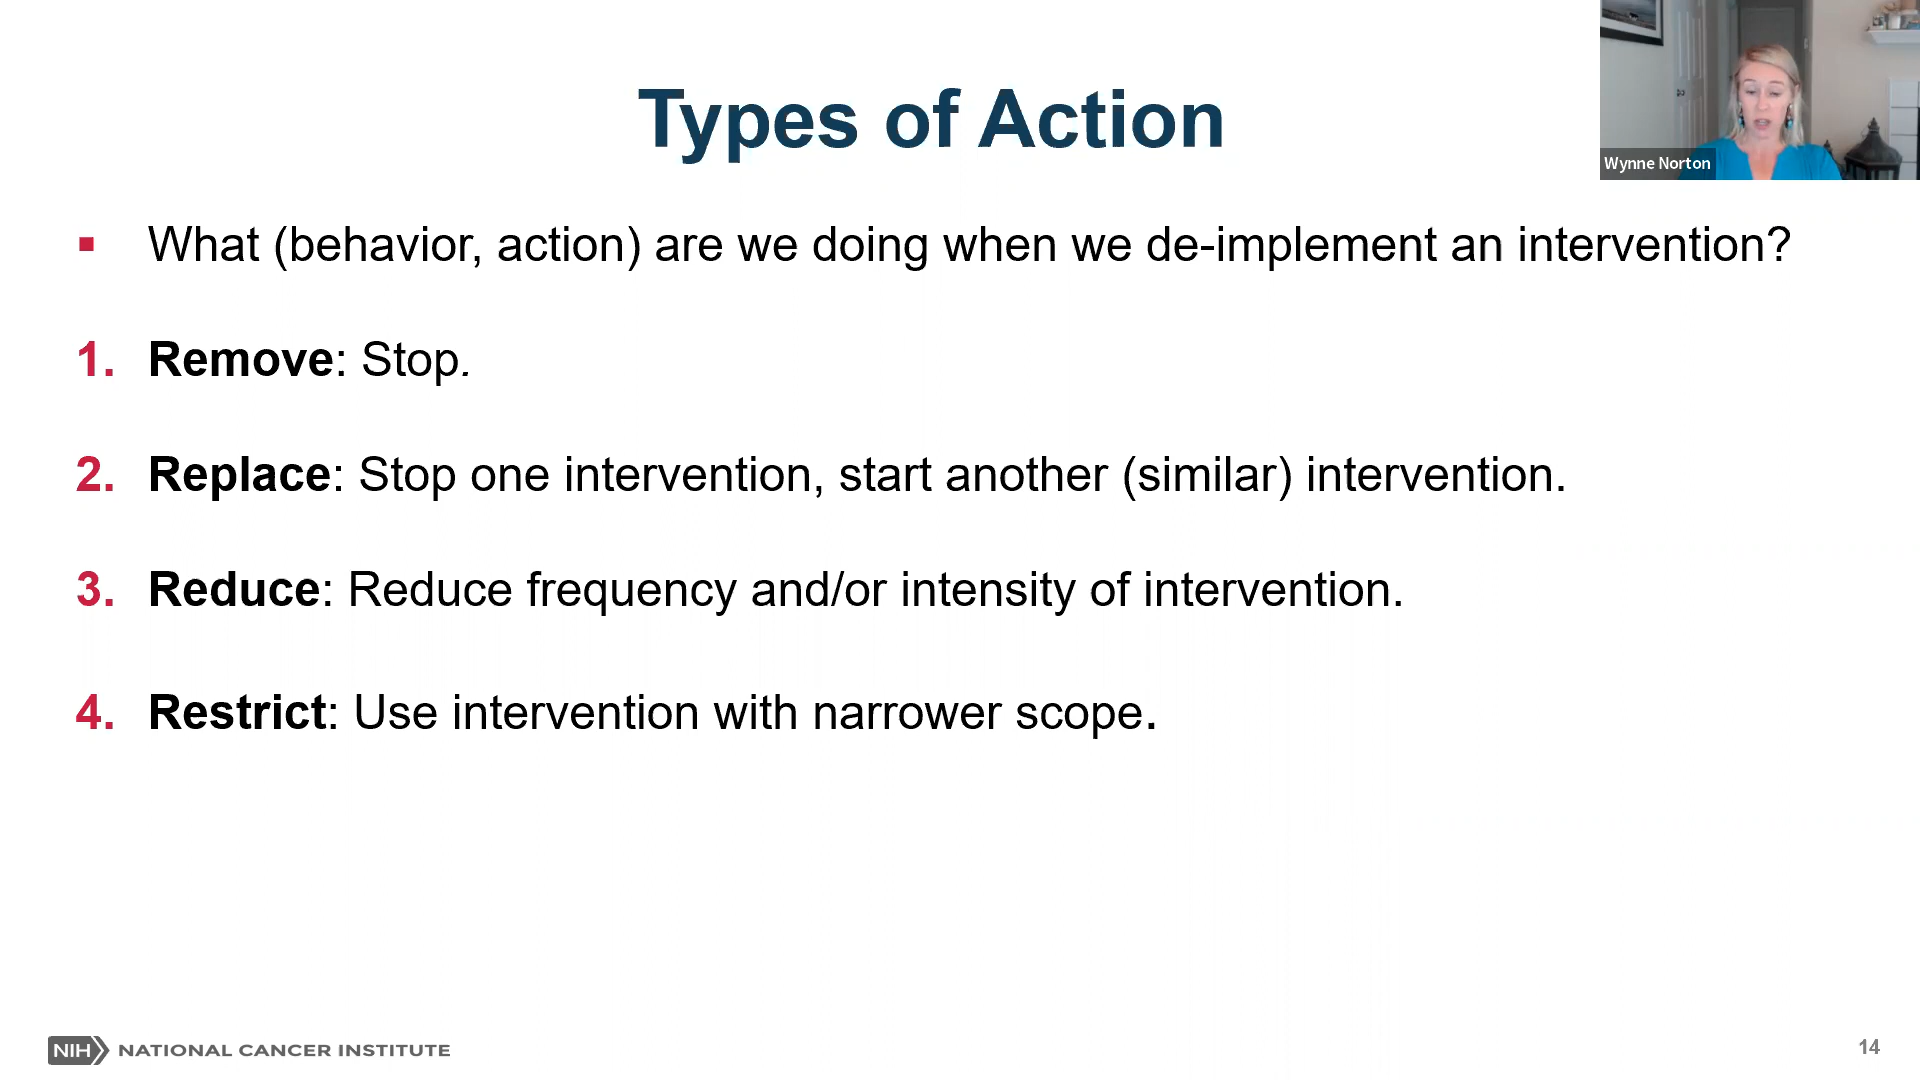 Types of Action
Wynne Norton
▪ What (behavior, action) are we doing when we de-implement an intervention?
1. Remove: Stop.
2. Replace: Stop one intervention, start another (similar) intervention.
3. Reduce: Reduce frequency and/or intensity of intervention.
4. Restrict: Use intervention with narrower scope.
NIH NATIONAL CANCER INSTITUTE
14